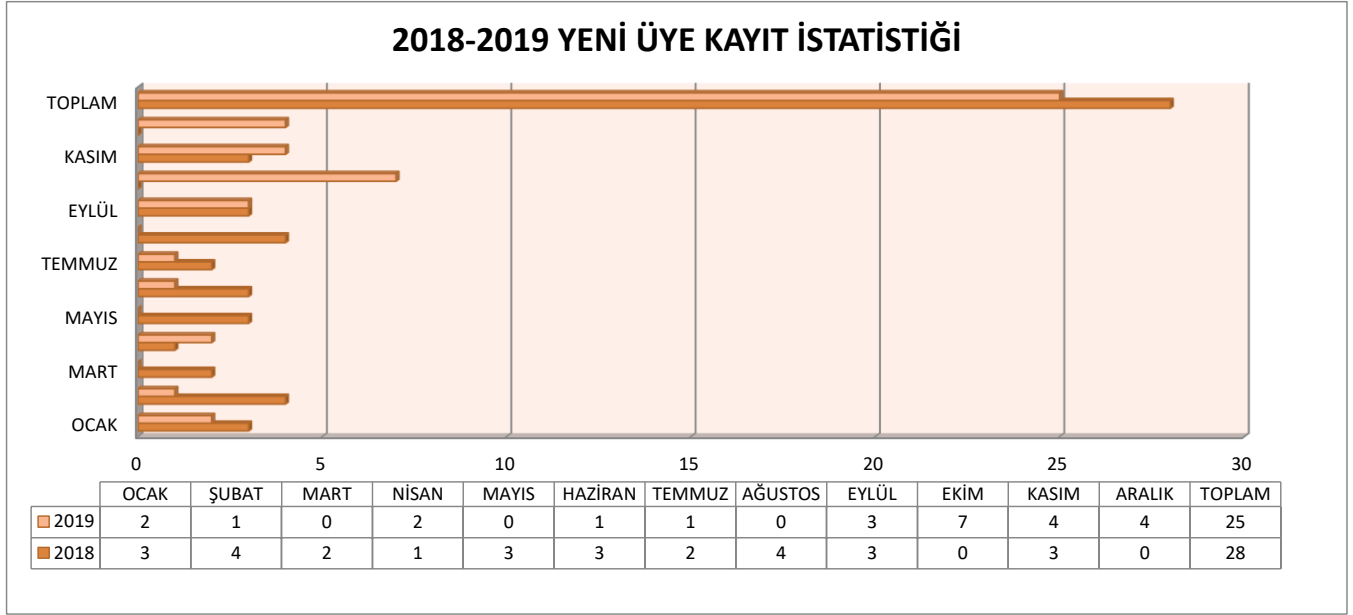 2018-2019 YENİ ÜYE KAYIT İSTATİSTİĞİ
TOPLAM
KASIM
EYLÜL
TEMMUZ
MAYIS
MART
OCAK
0 5 10 15 20 25 30
OCAK ŞUBAT MART NİSAN MAYIS HAZİRAN TEMMUZ AĞUSTOS EYLÜL EKİM KASIM ARALIK TOPLAM
2019 2 1 0 2 0 1 1 0 3 7 4 4 25
2018 3 4 2 1 3 3 2 4 3 0 3 0 28